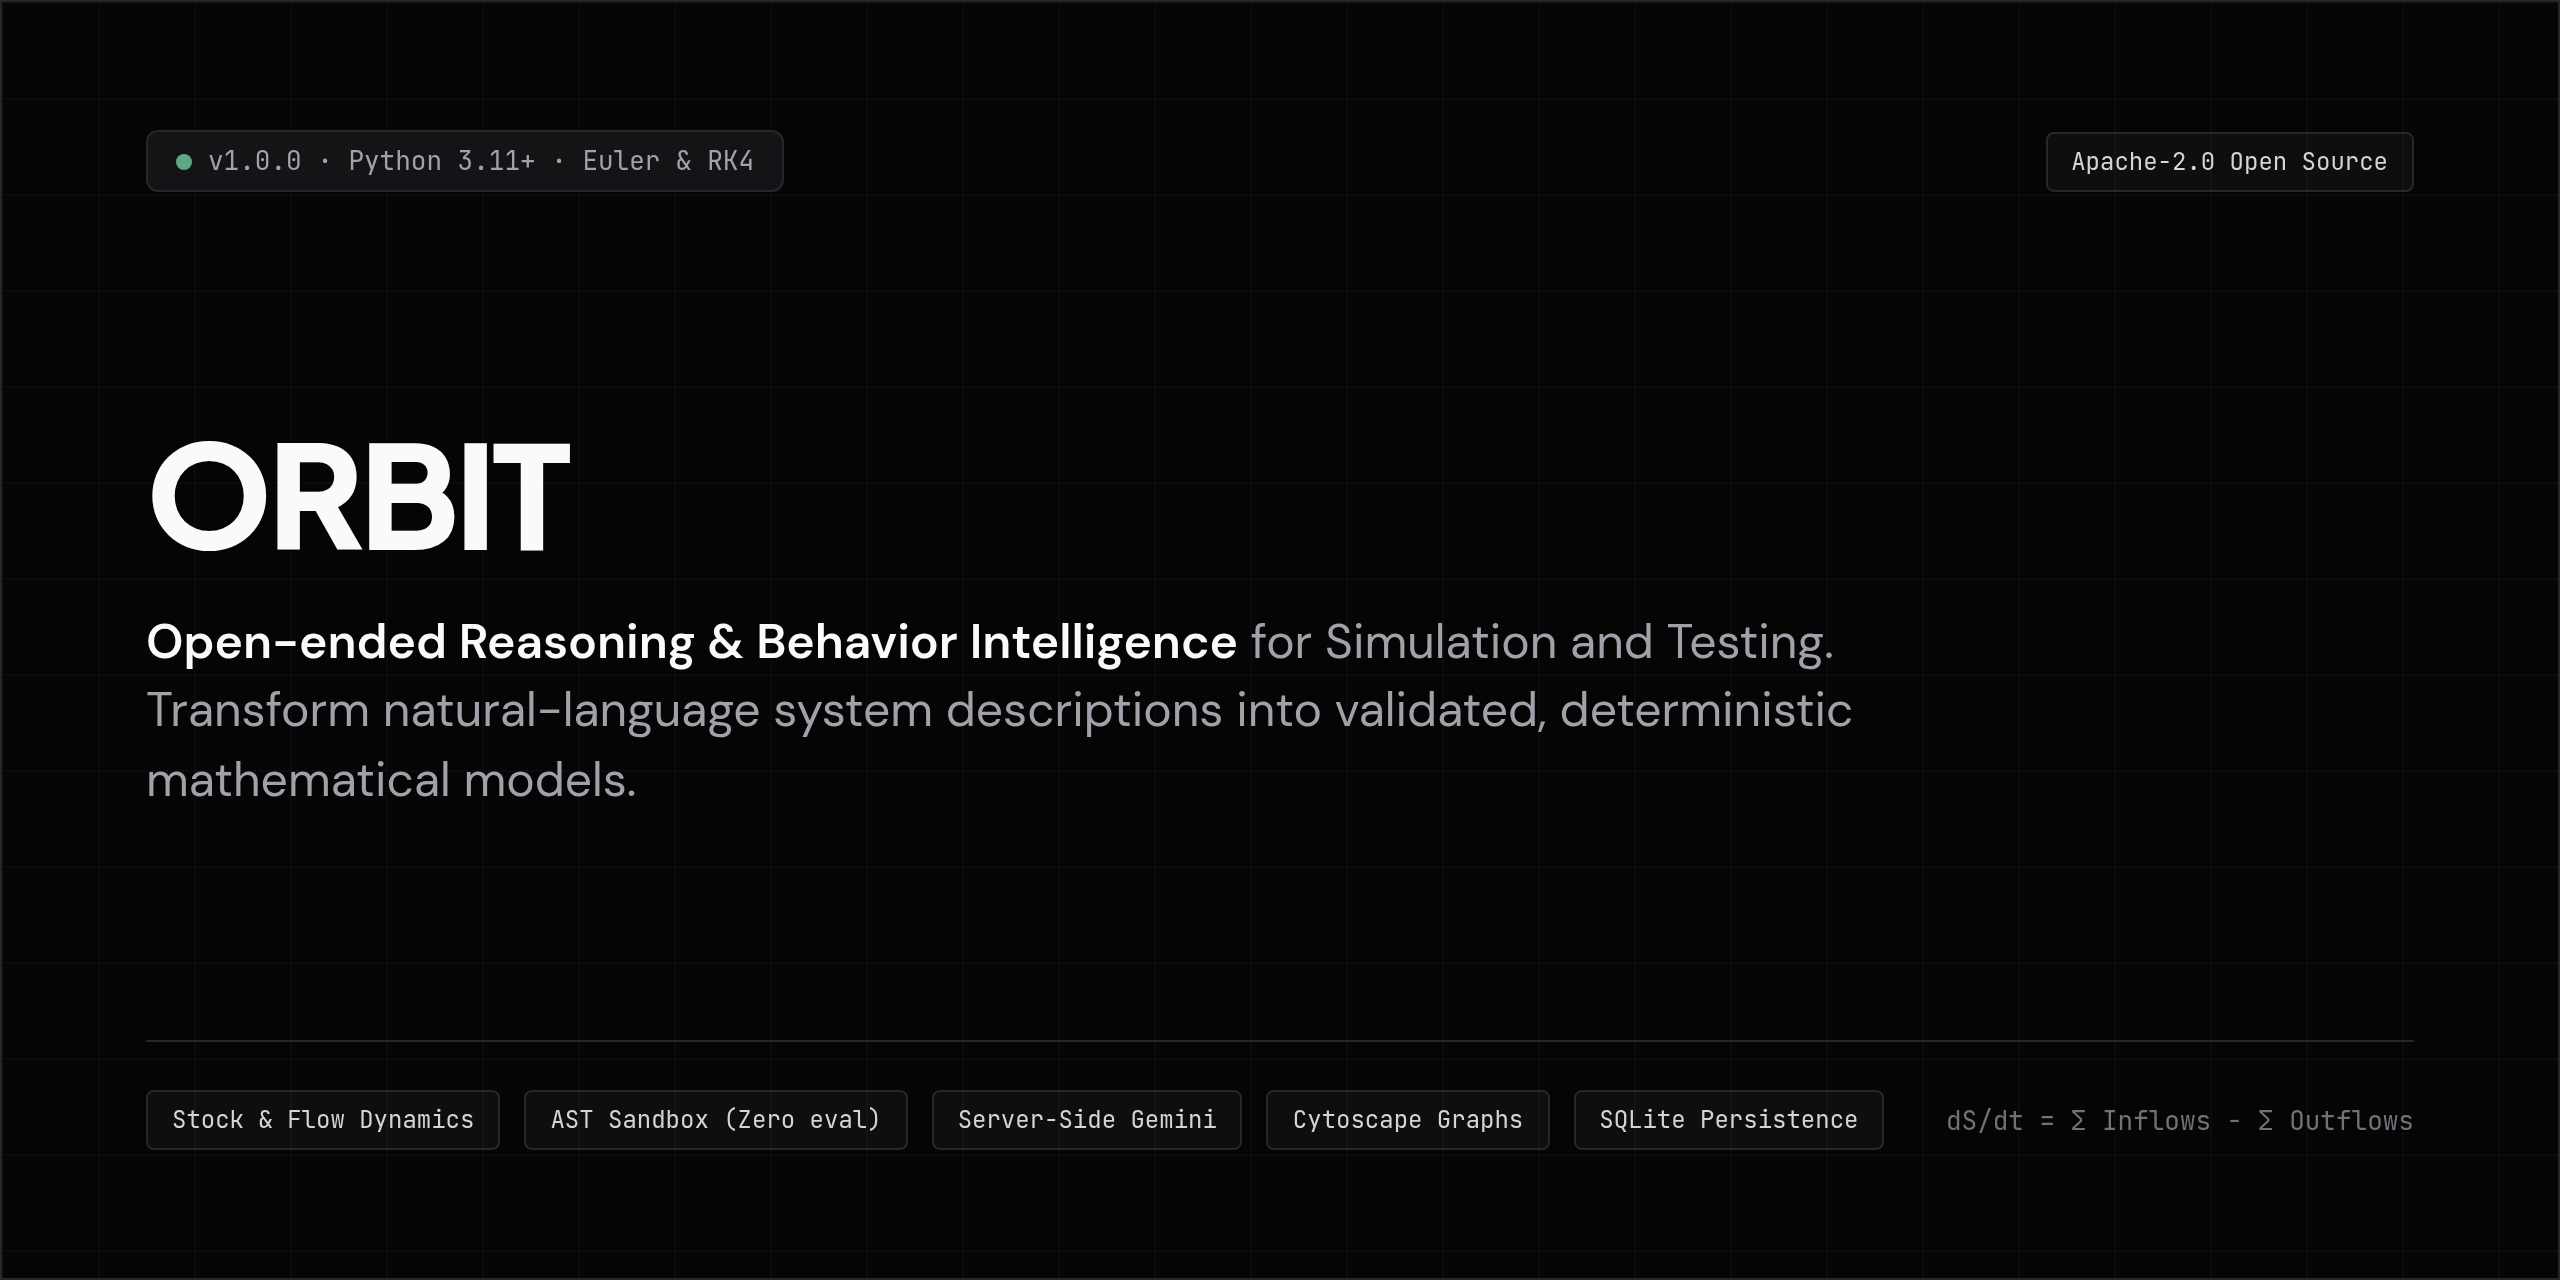 v1.0.0 · Python 3.11+ · Euler & RK4
Apache-2.0 Open Source
ORBIT
Open-ended Reasoning & Behavior Intelligence for Simulation and Testing.
Transform natural-language system descriptions into validated, deterministic
mathematical models.
Stock & Flow Dynamics
AST Sandbox (Zero eval)
Server-Side Gemini
Cytoscape Graphs
SQLite Persistence
dS/dt = Σ Inflows - Σ Outflows